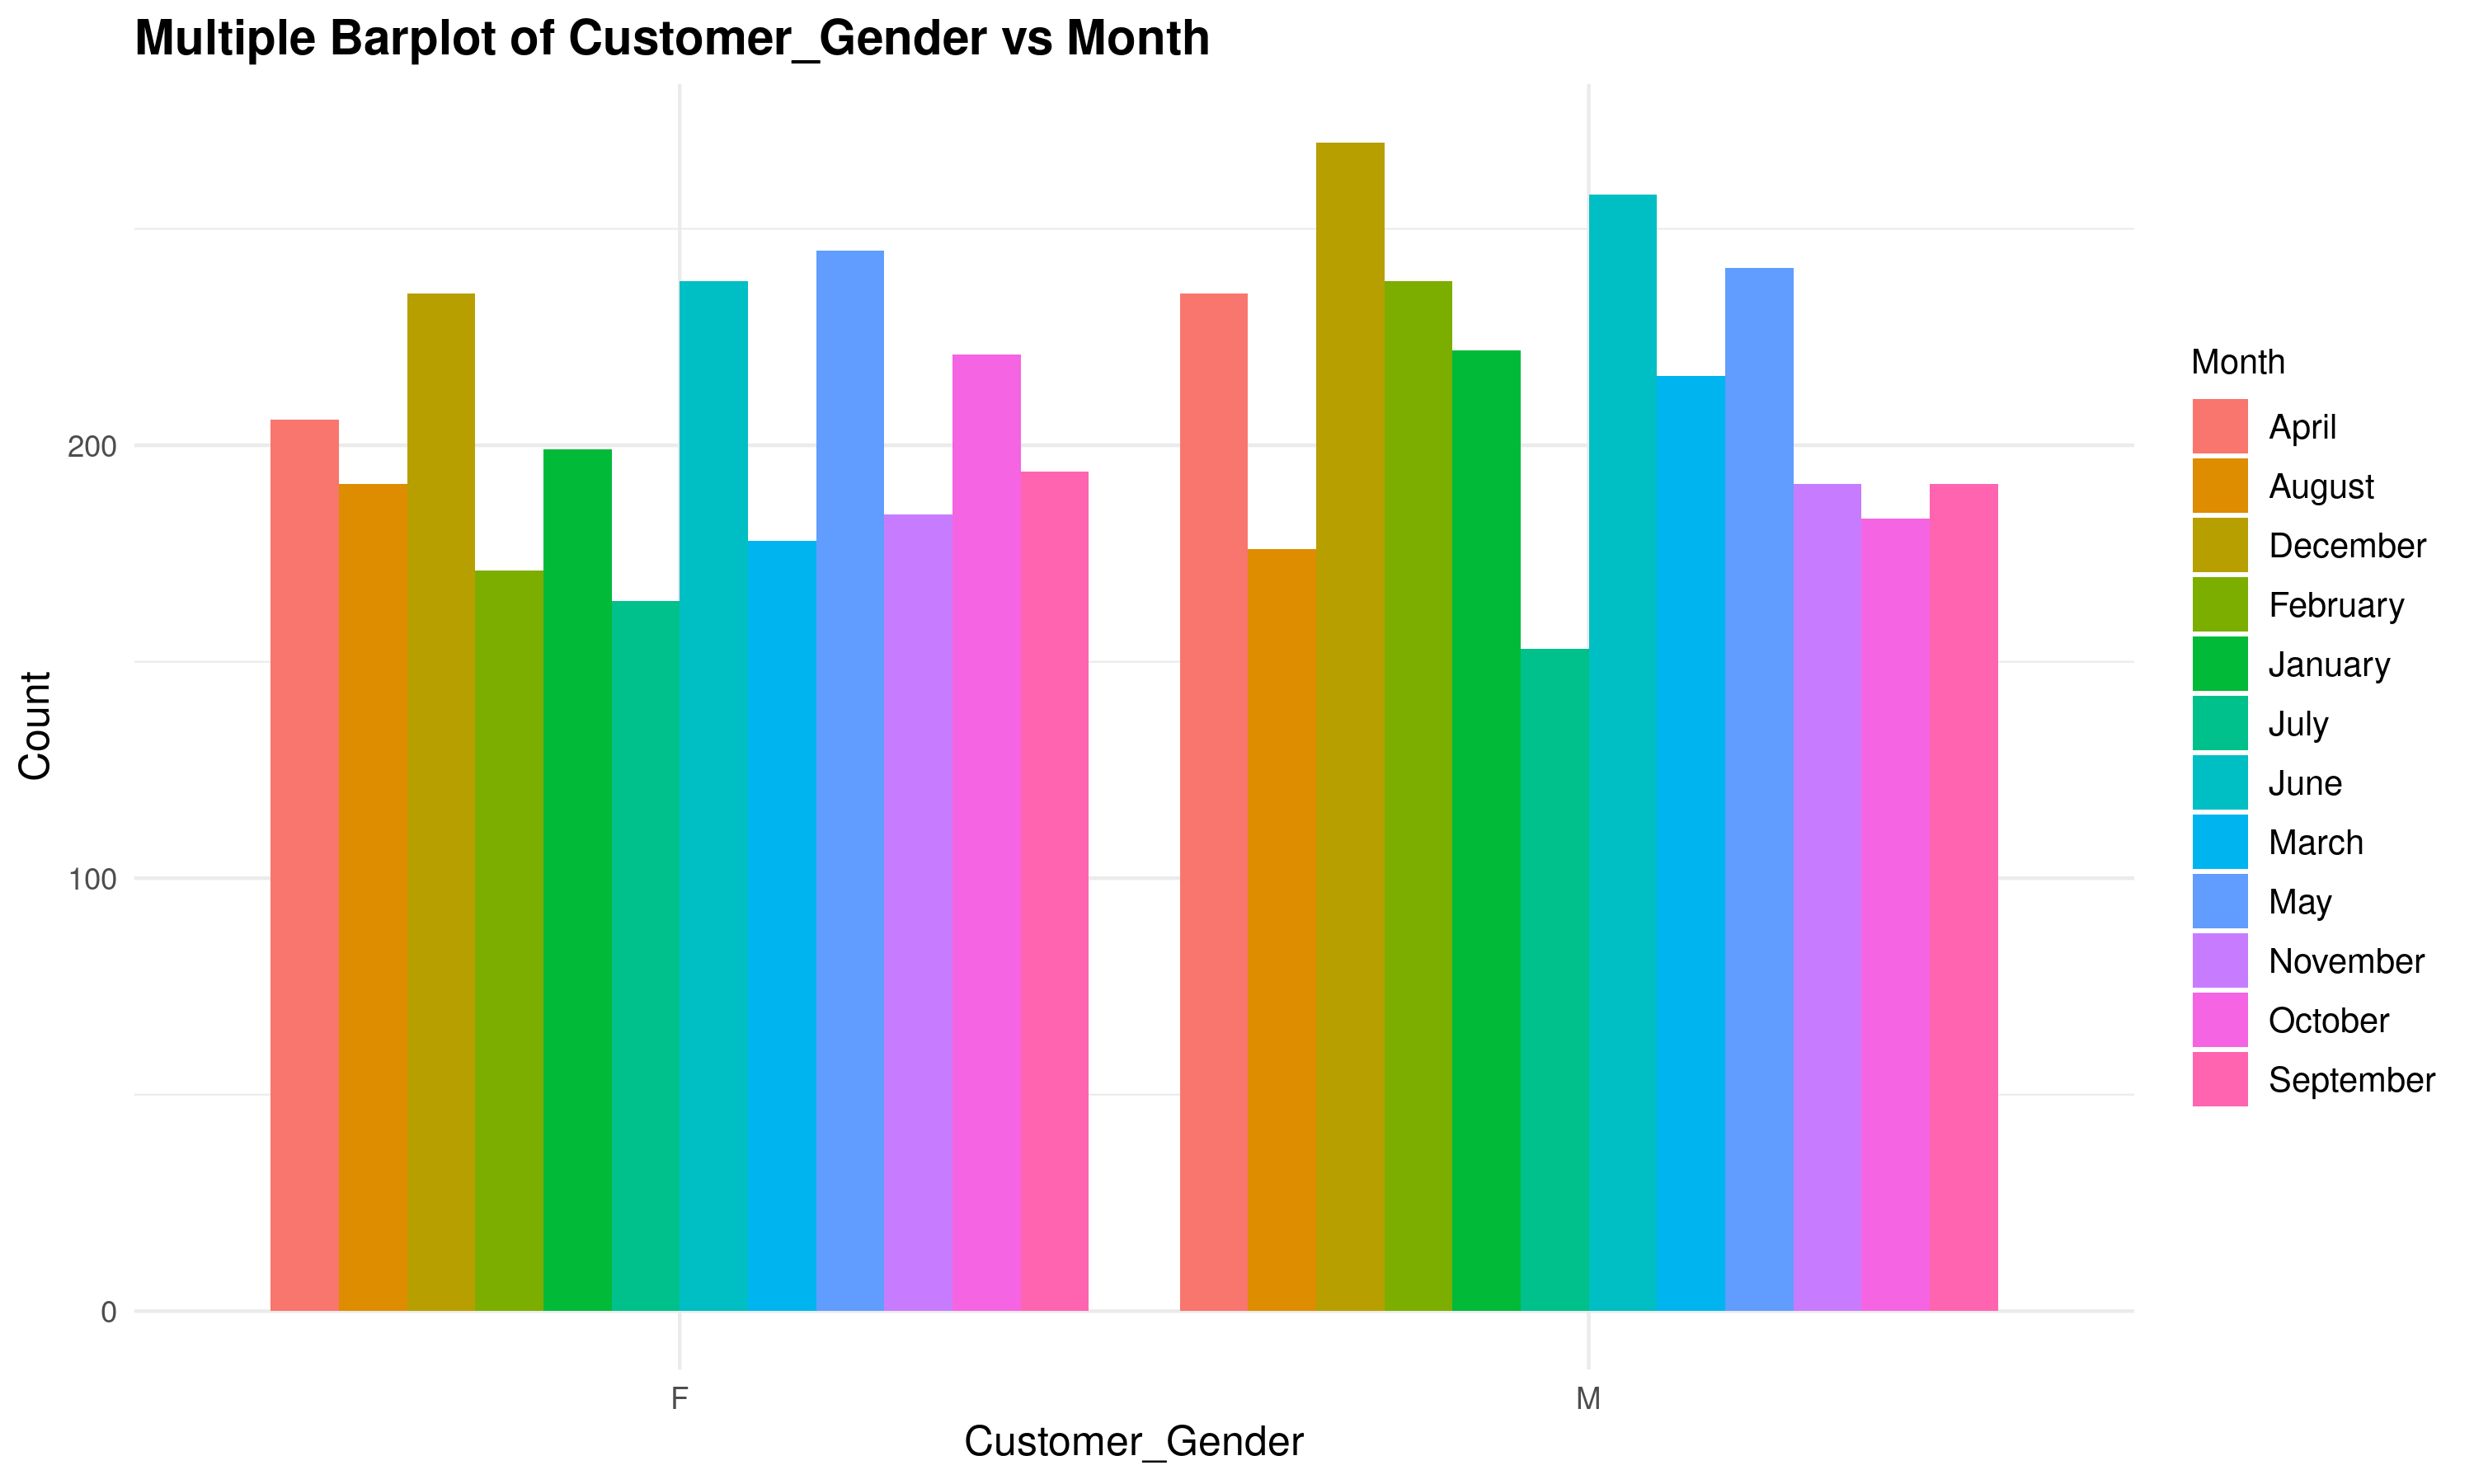 Multiple Barplot of Customer_Gender vs Month
Count
200
100
0
F
M
Customer_Gender
Month
April
August
December
February
January
July
June
March
May
November
October
September